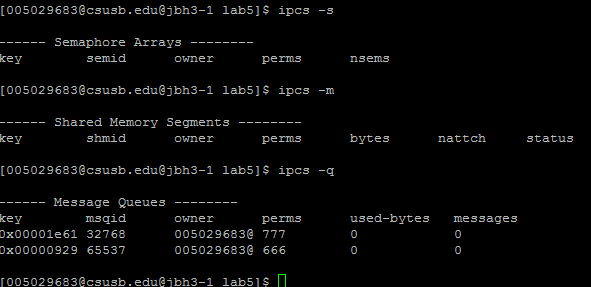 [005029683@csusb.edu@jbh3-1 lab5]$ ipcs -s
------ Semaphore Arrays --------
key        semid      owner      perms      nsems
[005029683@csusb.edu@jbh3-1 lab5]$ ipcs -m
------ Shared Memory Segments --------
key        shmid      owner      perms      bytes      nattch     status
[005029683@csusb.edu@jbh3-1 lab5]$ ipcs -q
------ Message Queues --------
key        msqid      owner      perms      used-bytes   messages
0x00001e61 32768      005029683@ 777        0            0
0x00000929 65537      005029683@ 666        0            0
[005029683@csusb.edu@jbh3-1 lab5]$